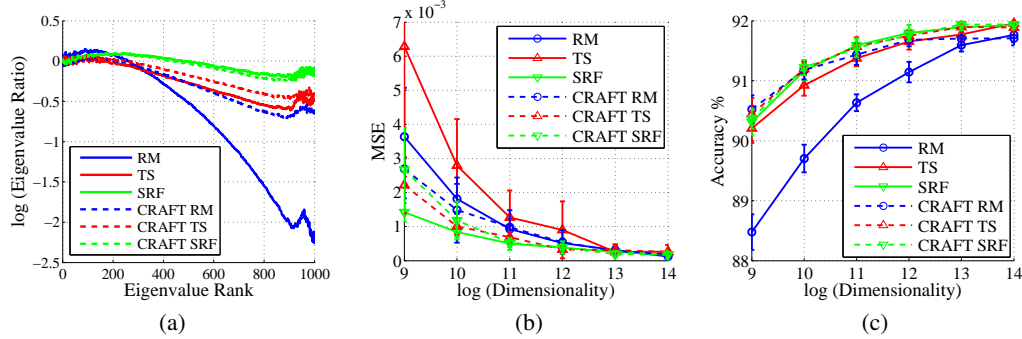 0.5
0
−0.5
−1
−1.5
−2
−2.5
0
200
400
600
800
1000
log (Eigenvalue Ratio)
Eigenvalue Rank
RM
TS
SRF
CRAFT RM
CRAFT TS
CRAFT SRF
(a)
x 10⁻³
7
6
5
4
3
2
1
0
9
10
11
12
13
14
MSE
log (Dimensionality)
RM
TS
SRF
CRAFT RM
CRAFT TS
CRAFT SRF
(b)
92
91
90
89
88
9
10
11
12
13
14
Accuracy %
log (Dimensionality)
RM
TS
SRF
CRAFT RM
CRAFT TS
CRAFT SRF
(c)